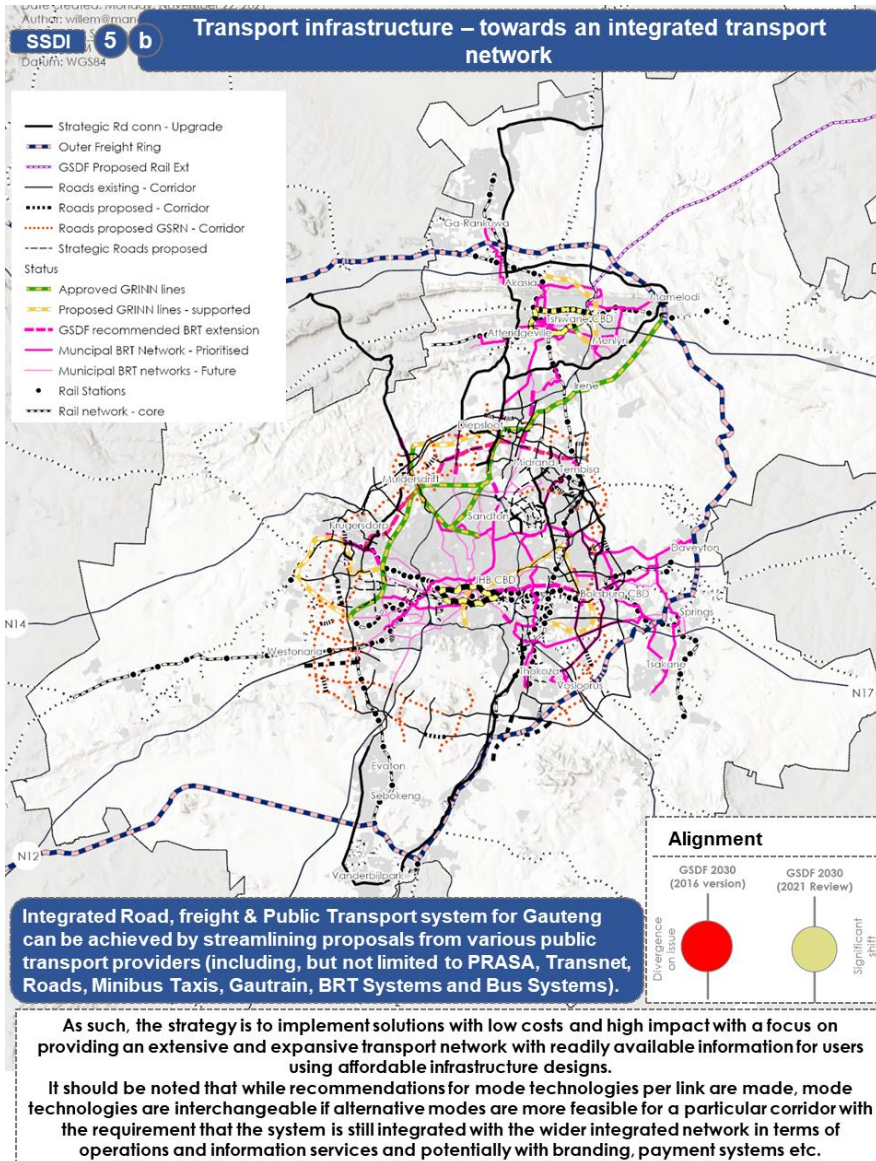 Date created: Monday, November 22, 2021
Author: willem@man
SSDI 5 b
Datum: WGS84
Transport infrastructure – towards an integrated transport
network
Strategic Rd conn - Upgrade
Outer Freight Ring
GSDF Proposed Rail Ext
Roads existing - Corridor
Roads proposed - Corridor
Roads proposed GSRN - Corridor
Strategic Roads proposed
Status
Approved GRINN lines
Proposed GRINN lines - supported
GSDF recommended BRT extension
Muncipal BRT Network - Prioritised
Municipal BRT networks - Future
Rail Stations
Rail network - core
Ga-Rankuwa
Akasia
Mamelodi
Tshwane CBD
Atteridgeville
Menlyn
Irene
Diepsloot
Midrand
Tembisa
Muldersdrift
Sandton
Krugersdorp
Daveyton
JHB CBD
Boksburg CBD
Springs
N14
Westonaria
Thokoza
Tsakane
Vosloorus
N17
Evaton
Sebokeng
N12
Vanderbijlpark
Alignment
GSDF 2030
(2016 version)
GSDF 2030
(2021 Review)
Divergence
on issue
Significant
shift
Integrated Road, freight & Public Transport system for Gauteng
can be achieved by streamlining proposals from various public
transport providers (including, but not limited to PRASA, Transnet,
Roads, Minibus Taxis, Gautrain, BRT Systems and Bus Systems).
As such, the strategy is to implement solutions with low costs and high impact with a focus on
providing an extensive and expansive transport network with readily available information for users
using affordable infrastructure designs.
It should be noted that while recommendations for mode technologies per link are made, mode
technologies are interchangeable if alternative modes are more feasible for a particular corridor with
the requirement that the system is still integrated with the wider integrated network in terms of
operations and information services and potentially with branding, payment systems etc.